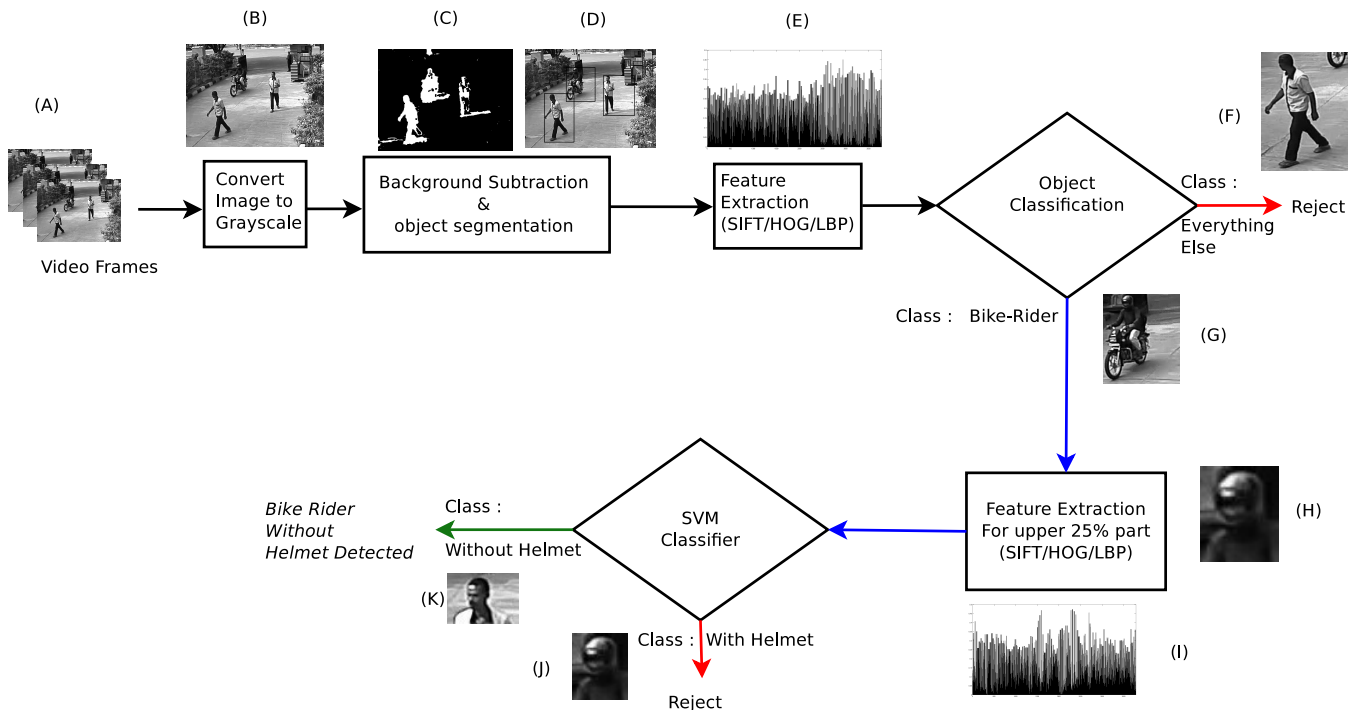 (A)
(B)
(C)
(D)
(E)
(F)
Video Frames
Convert
Image to
Grayscale
Background Subtraction
&
object segmentation
Feature
Extraction
(SIFT/HOG/LBP)
Object
Classification
Class :
Everything
Else
Reject
Class : Bike-Rider
(G)
Feature Extraction
For upper 25% part
(SIFT/HOG/LBP)
(H)
(I)
SVM
Classifier
Class :
Without Helmet
Bike Rider
Without
Helmet Detected
(K)
Class : With Helmet
(J)
Reject